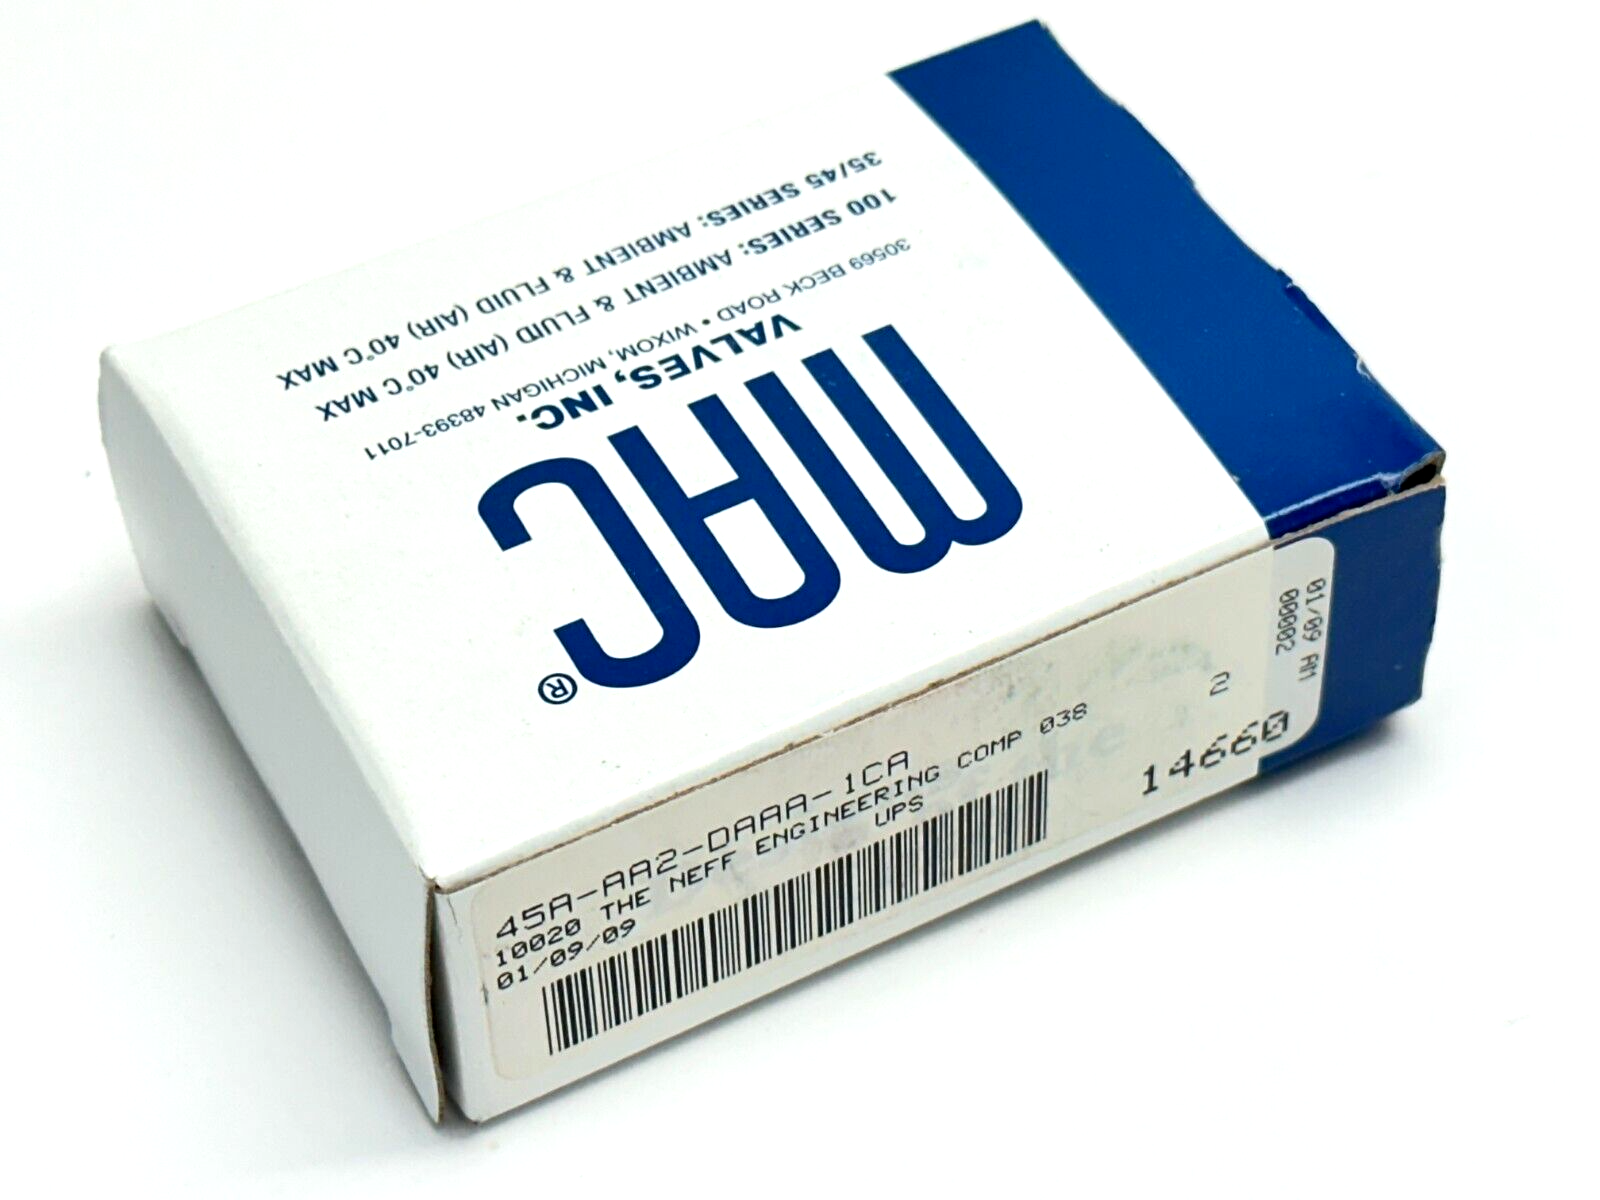 MAC®
VALVES, INC.
30569 BECK ROAD • WIXOM, MICHIGAN 48393-7011
100 SERIES: AMBIENT & FLUID (AIR) 40°C MAX
35/45 SERIES: AMBIENT & FLUID (AIR) 40°C MAX
45A-AA2-DAAA-1CA
10020 THE NEFF ENGINEERING COMP 038 2
01/09/09 UPS
14660
01/09 AM1
00002